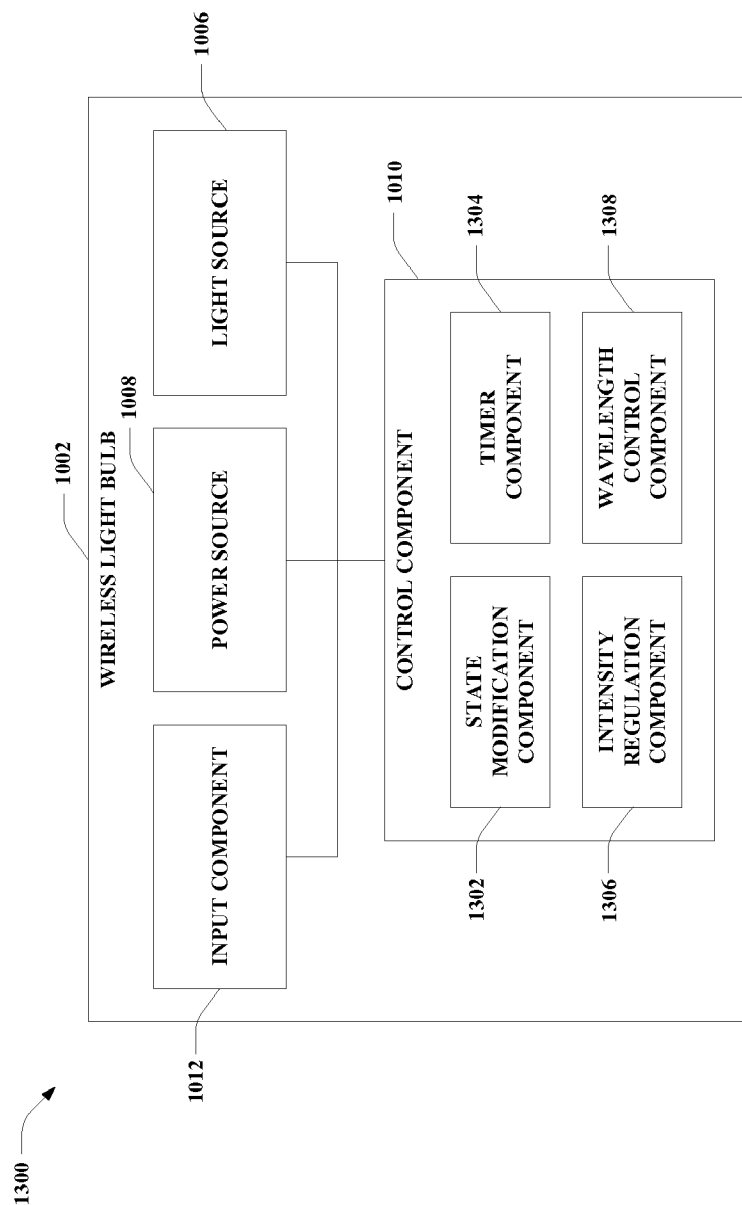 1300
1002
WIRELESS LIGHT BULB
1012
INPUT COMPONENT
POWER SOURCE
1008
LIGHT SOURCE
1006
CONTROL COMPONENT
1010
1302
STATE
MODIFICATION
COMPONENT
TIMER
COMPONENT
1304
1306
INTENSITY
REGULATION
COMPONENT
WAVELENGTH
CONTROL
COMPONENT
1308